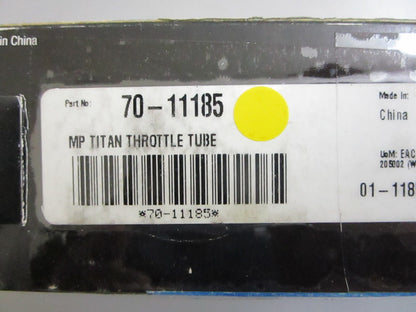 in China
Part No: 70-11185
MP TITAN THROTTLE TUBE
*70-11185*
Made in:
China
UoM: EAC
205002 (W
01-118